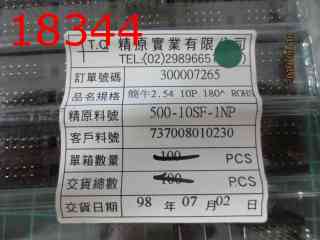 18344
T.Q. 精原實業有限公司
TEL:(02)2989665
訂單號碼 300007265
品名規格 簡牛2.54 10P 180^ ROHS
精原料號 500-10SF-1NP
客戶料號 737008010230
單箱數量 100 PCS
交貨總數 100 PCS
交貨日期 98 年 07 月 02 日